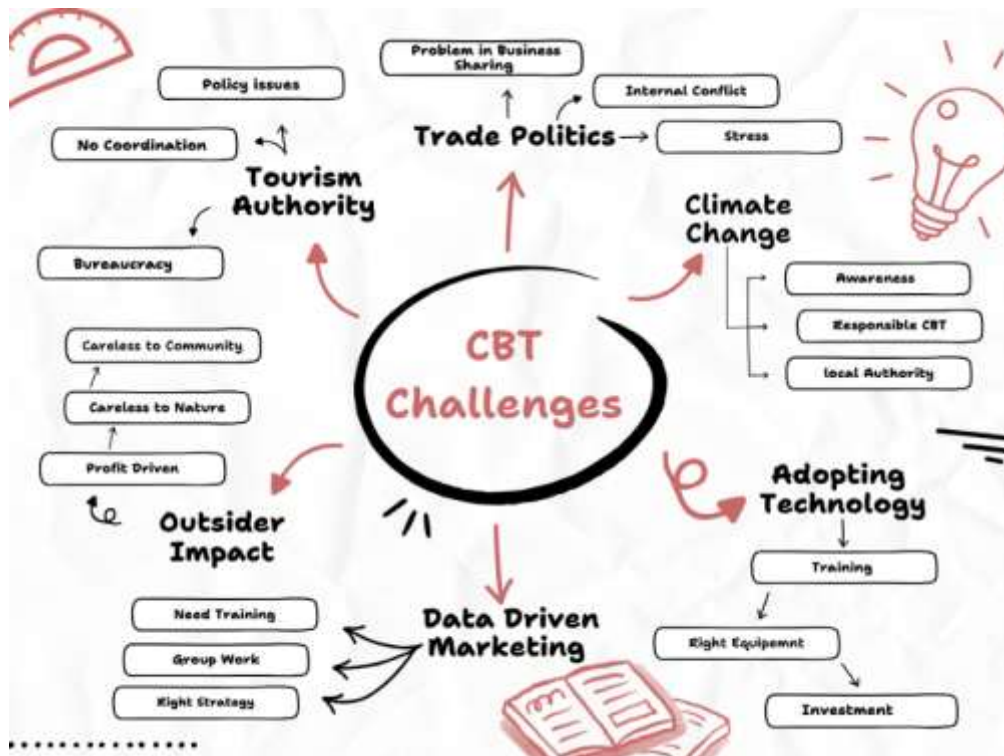 Problem in Business
Sharing
Policy issues
Internal Conflict
Trade Politics
Stress
No Coordination
Tourism
Authority
Climate
Change
Bureaucracy
Awareness
Responsible CBT
local Authority
CBT
Challenges
Careless to Community
Careless to Nature
Profit Driven
Outsider
Impact
Adopting
Technology
Training
Right Equipemnt
Investment
Data Driven
Marketing
Need Training
Group Work
Right Strategy